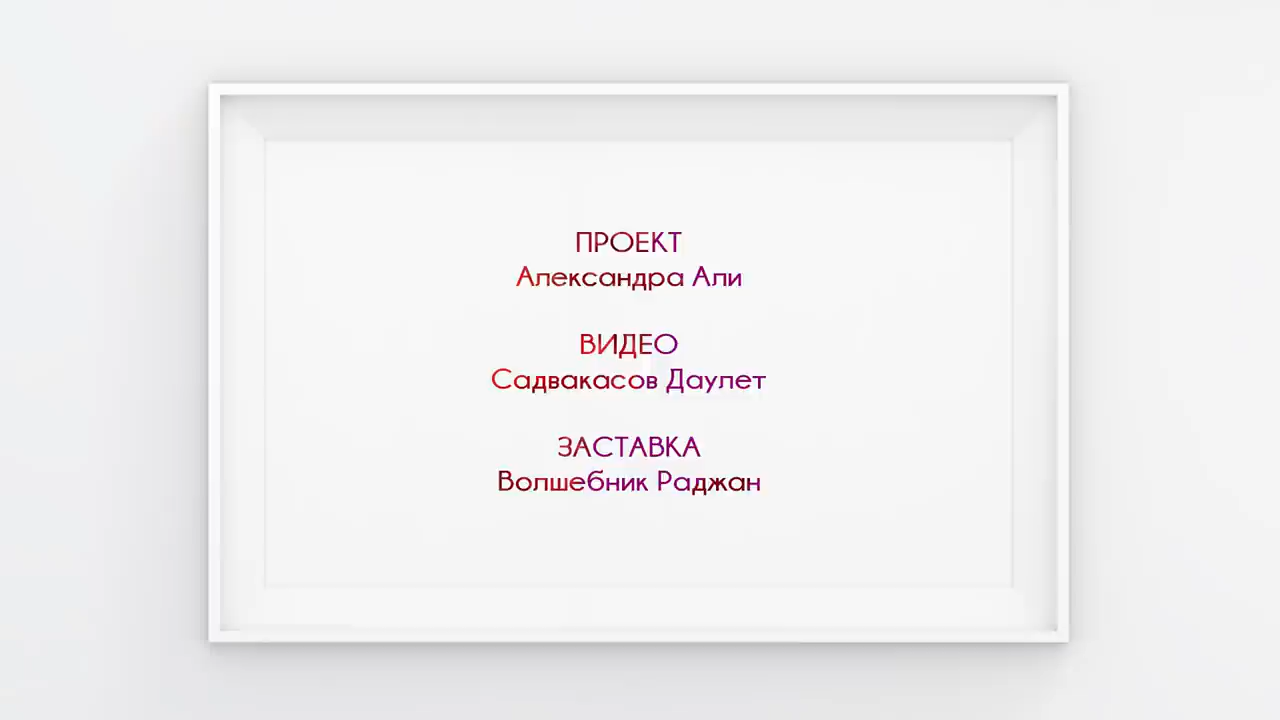 ПРОЕКТ
Александра Али
ВИДЕО
Садвакасов Даулет
ЗАСТАВКА
Волшебник Раджан